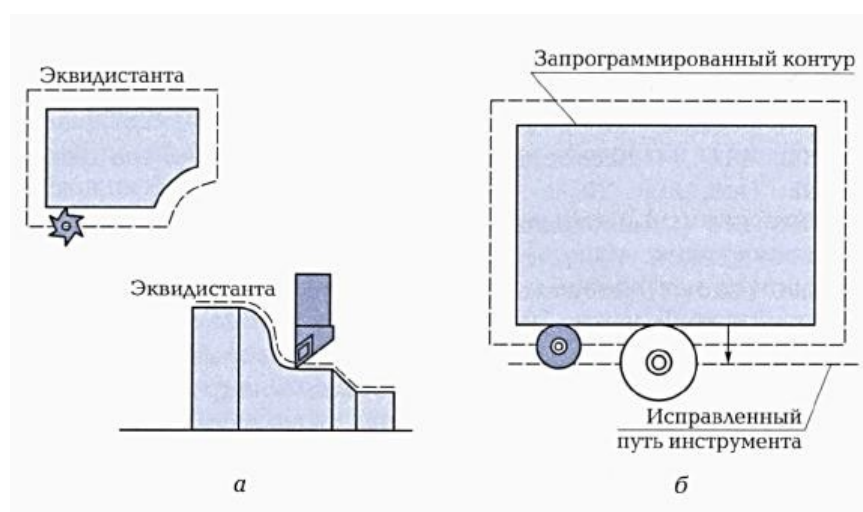 Эквидистанта
Эквидистанта
а
Запрограммированный контур
Исправленный
путь инструмента
б